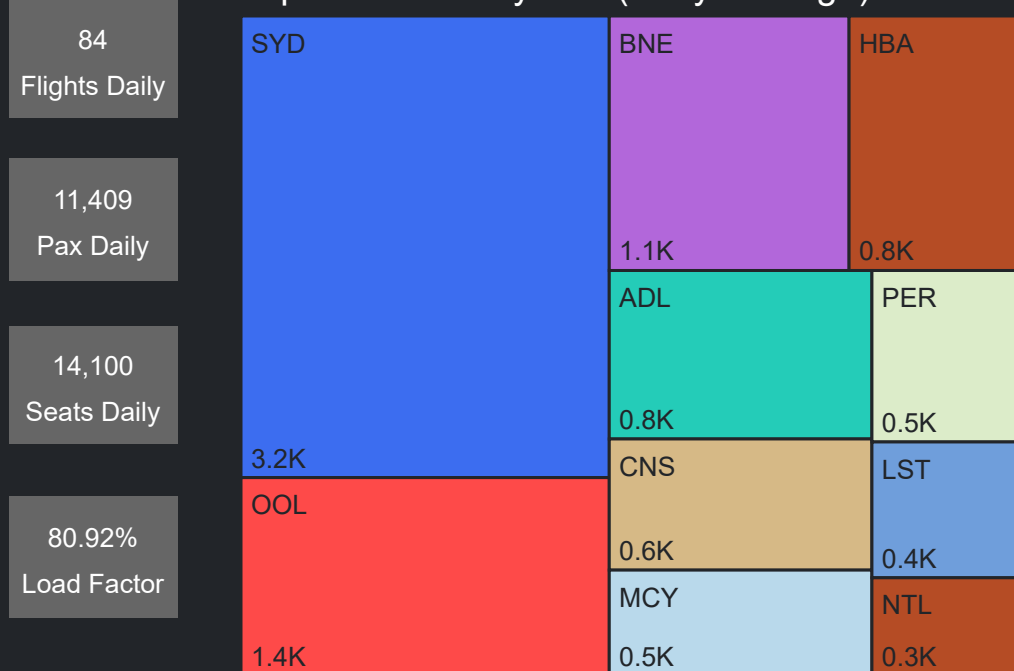 84
Flights Daily
11,409
Pax Daily
14,100
Seats Daily
80.92%
Load Factor
SYD
3.2K
OOL
1.4K
BNE
1.1K
HBA
0.8K
ADL
0.8K
PER
0.5K
CNS
0.6K
LST
0.4K
MCY
0.5K
NTL
0.3K